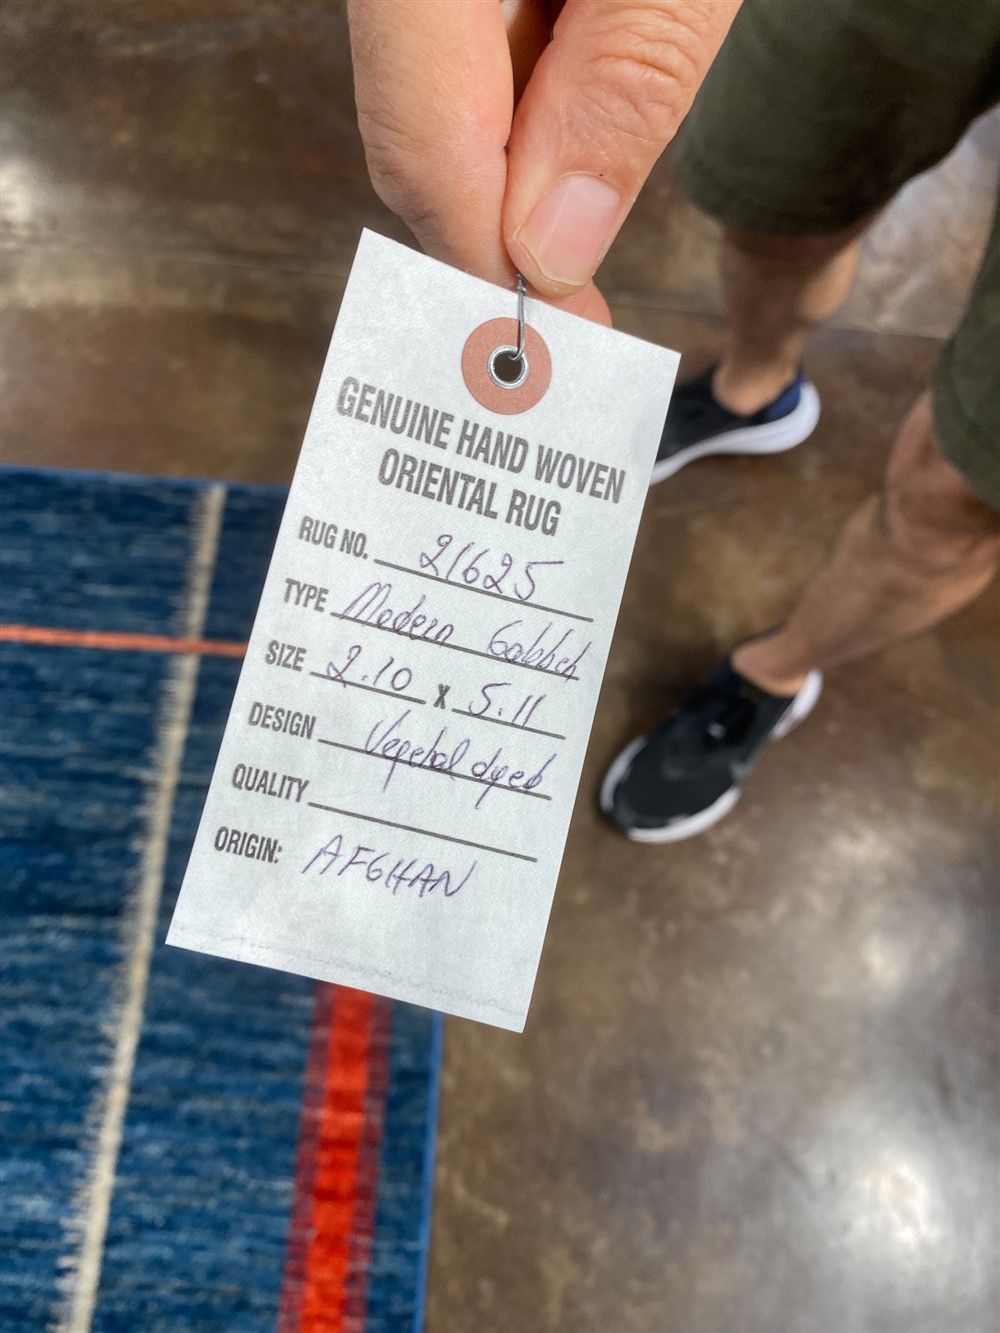 GENUINE HAND WOVEN
ORIENTAL RUG
RUG NO. 21625
TYPE Modern Gabbeh
SIZE 2.10 X 5.11
DESIGN Vegetal dyed
QUALITY
ORIGIN: AFGHAN